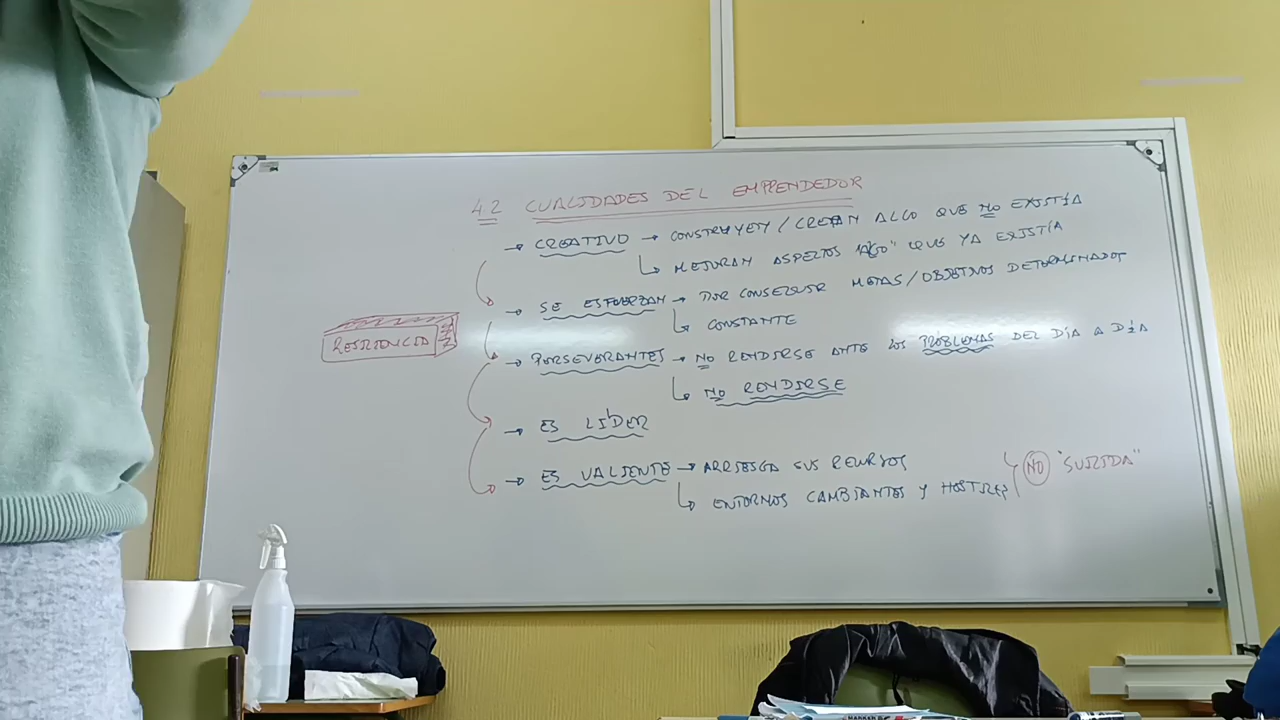 4.2 CUALIDADES DEL EMPRENDEDOR
→ CREATIVO → CONSTRUYEN / CREAN ALGO QUE NO EXISTÍA
↳ MEJORAN ASPECTOS "ALGO" QUE YA EXISTÍA
→ SE ESFUERZAN → POR CONSEGUIR METAS/OBJETIVOS DETERMINADOS
↳ CONSTANTE
RESILIENCIA
→ PERSEVERANTES → NO RENDIRSE ANTE LOS PROBLEMAS DEL DÍA A DÍA
↳ NO RENDIRSE
→ ES LÍDER
→ ES VALIENTE → ARRIESGA SUS RECURSOS
↳ ENTORNOS CAMBIANTES Y HOSTILES
NO "SUICIDA"